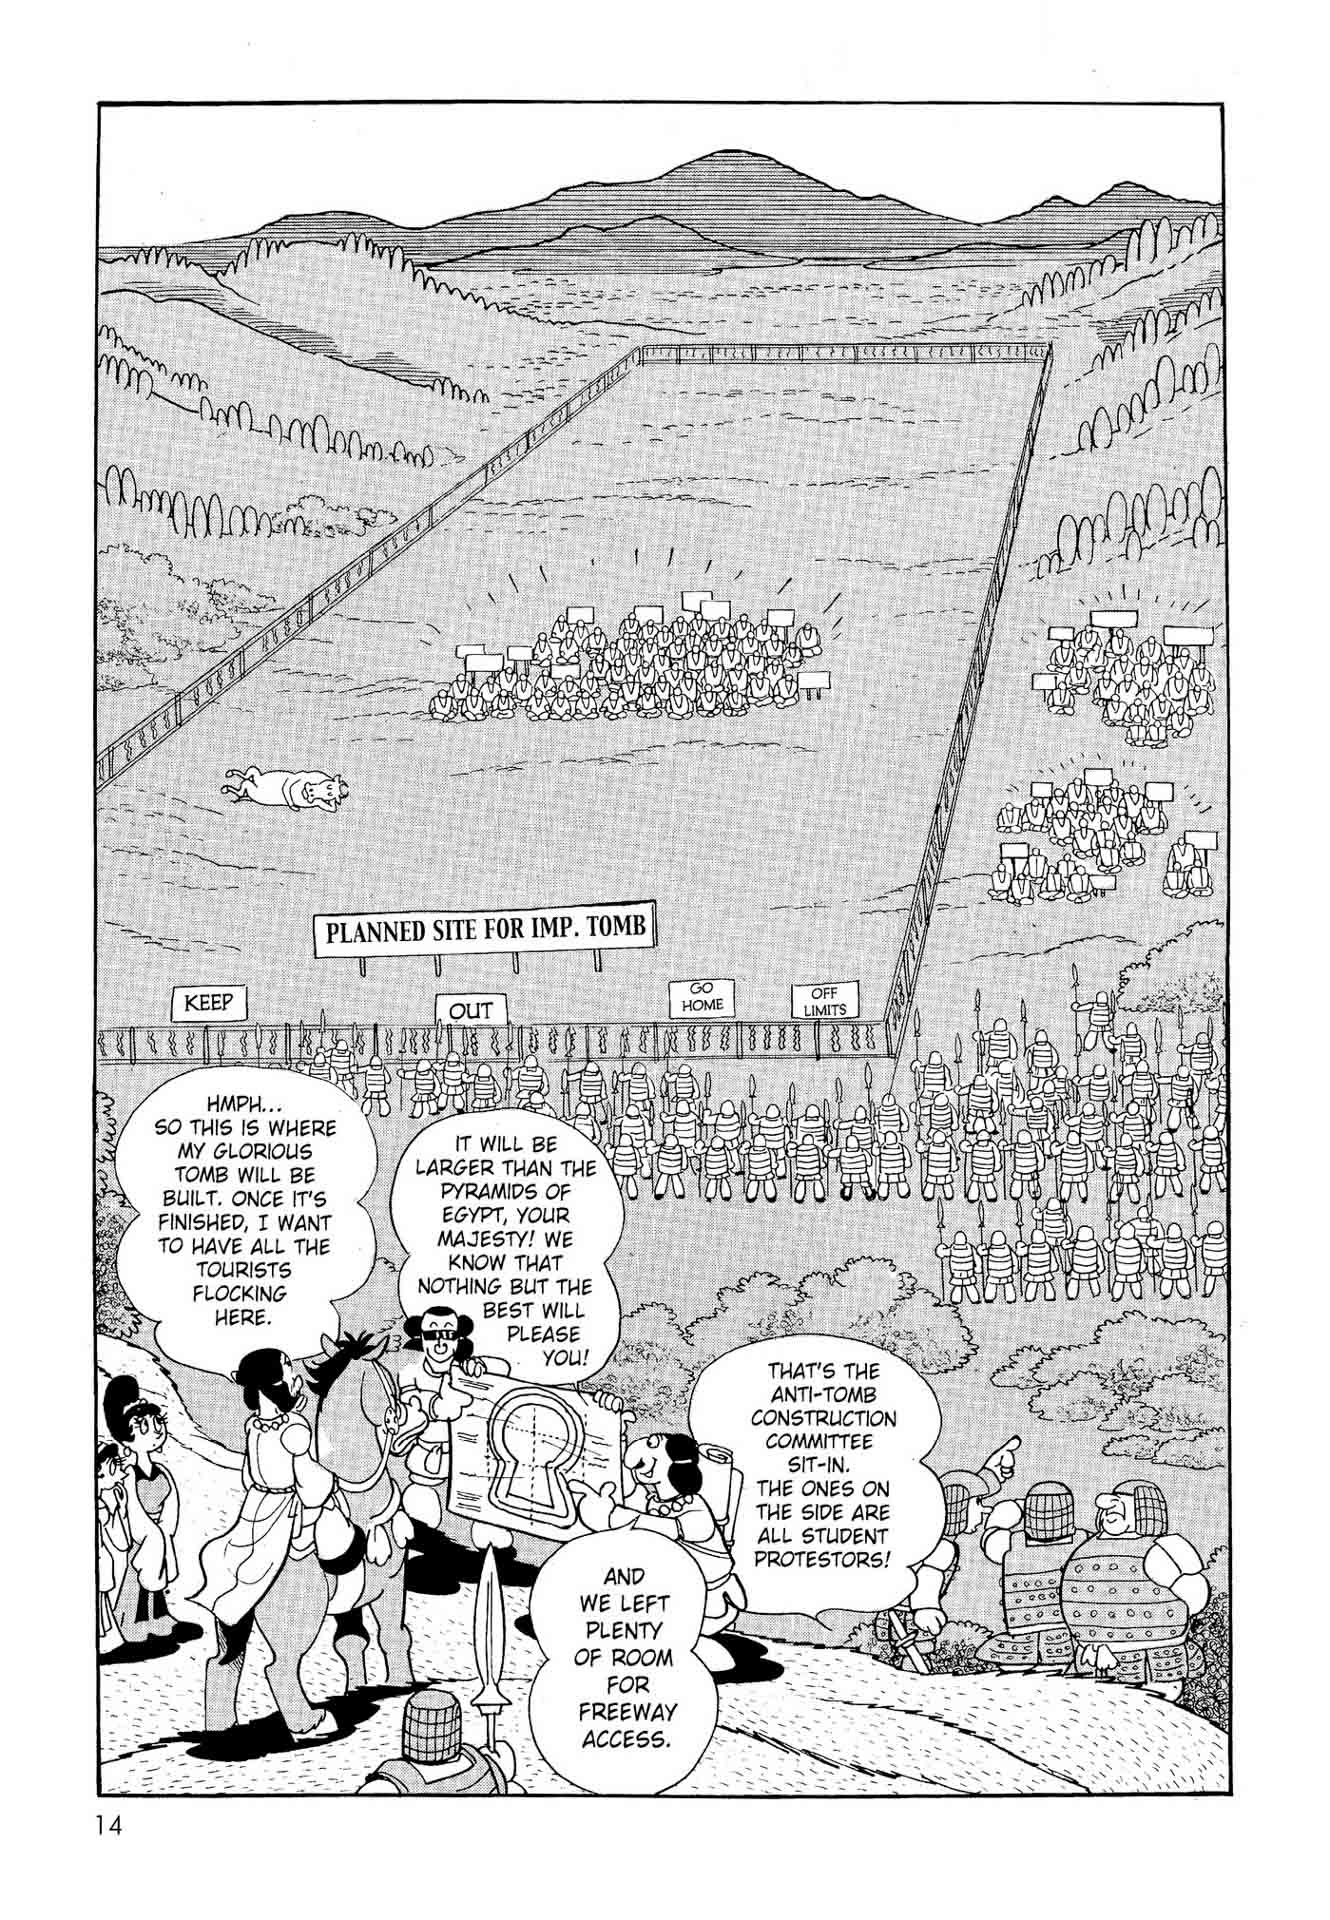 PLANNED SITE FOR IMP. TOMB
KEEP
OUT
GO
HOME
OFF
LIMITS
HMPH...
SO THIS IS WHERE
MY GLORIOUS
TOMB WILL BE
BUILT. ONCE IT'S
FINISHED, I WANT
TO HAVE ALL THE
TOURISTS
FLOCKING
HERE.
IT WILL BE
LARGER THAN THE
PYRAMIDS OF
EGYPT, YOUR
MAJESTY! WE
KNOW THAT
NOTHING BUT THE
BEST WILL
PLEASE
YOU!
AND
WE LEFT
PLENTY
OF ROOM
FOR
FREEWAY
ACCESS.
THAT'S THE
ANTI-TOMB
CONSTRUCTION
COMMITTEE
SIT-IN.
THE ONES ON
THE SIDE ARE
ALL STUDENT
PROTESTORS!
14